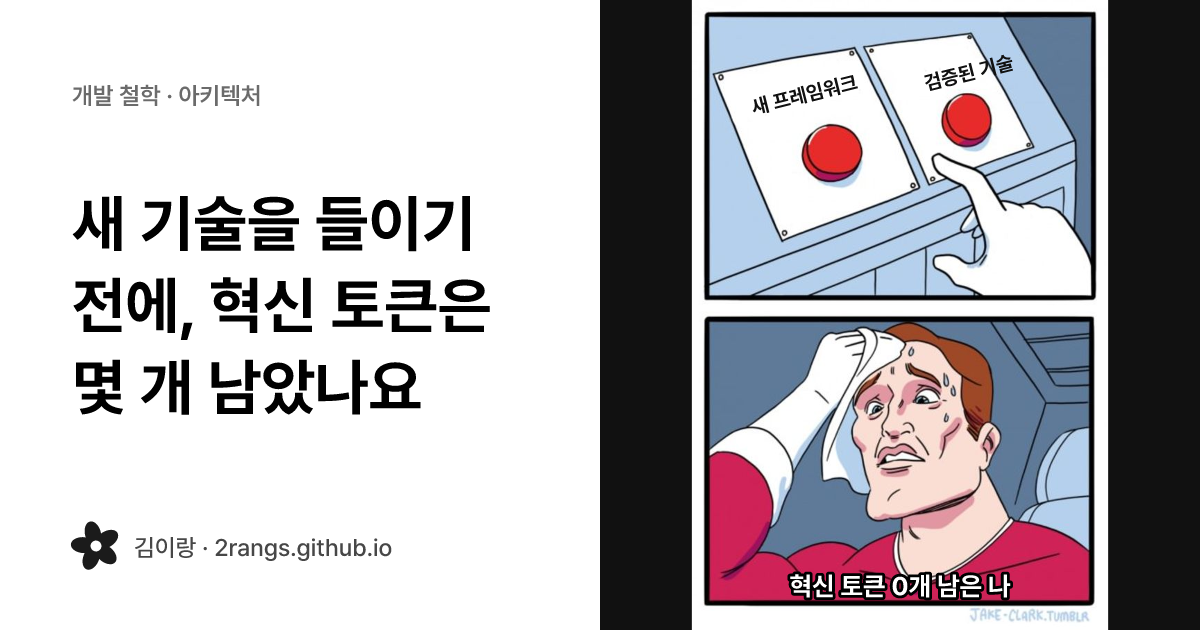 개발 철학 · 아키텍처
새 기술을 들이기
전에, 혁신 토큰은
몇 개 남았나요
김이랑 · 2rangs.github.io
새 프레임워크
검증된 기술
혁신 토큰 0개 남은 나
JAKE-CLARK.TUMBLR